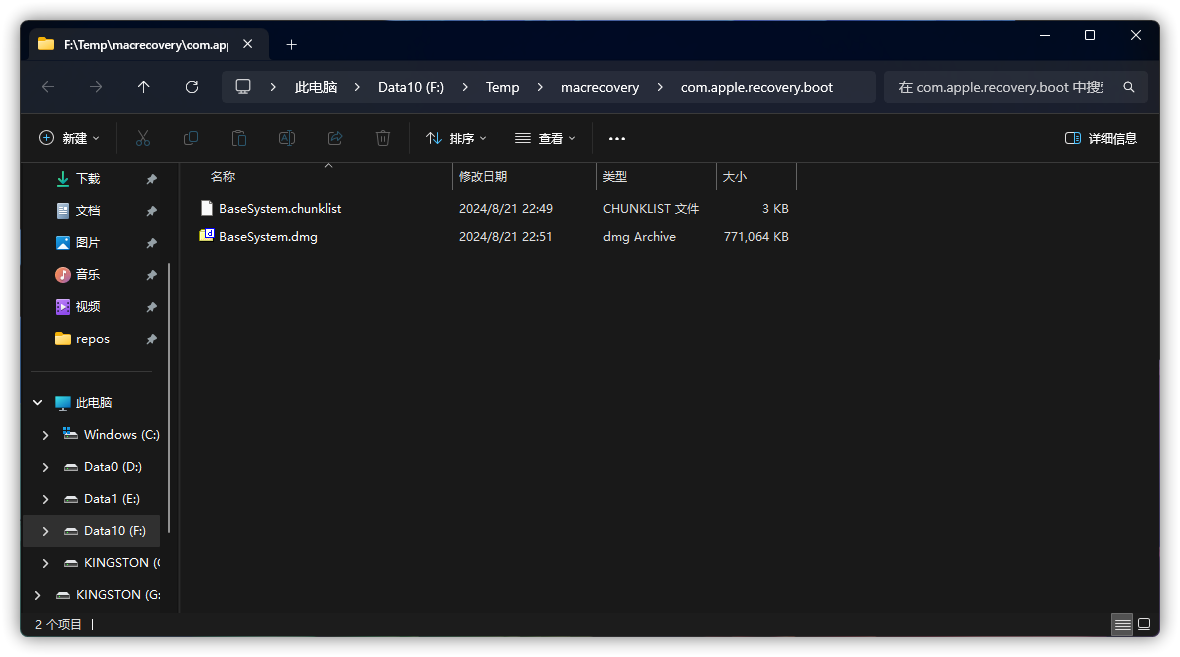 F:\Temp\macrecovery\com.ap
此电脑 Data10 (F:) Temp macrecovery com.apple.recovery.boot
在 com.apple.recovery.boot 中搜
新建 排序 查看 详细信息
名称 修改日期 类型 大小
BaseSystem.chunklist 2024/8/21 22:49 CHUNKLIST 文件 3 KB
BaseSystem.dmg 2024/8/21 22:51 dmg Archive 771,064 KB
下载
文档
图片
音乐
视频
repos
此电脑
Windows (C:)
Data0 (D:)
Data1 (E:)
Data10 (F:)
KINGSTON (
KINGSTON (G:
2 个项目